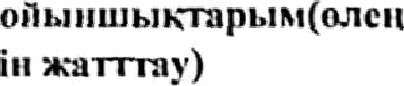 ойыншықтарым(өлең
ін жатттау)